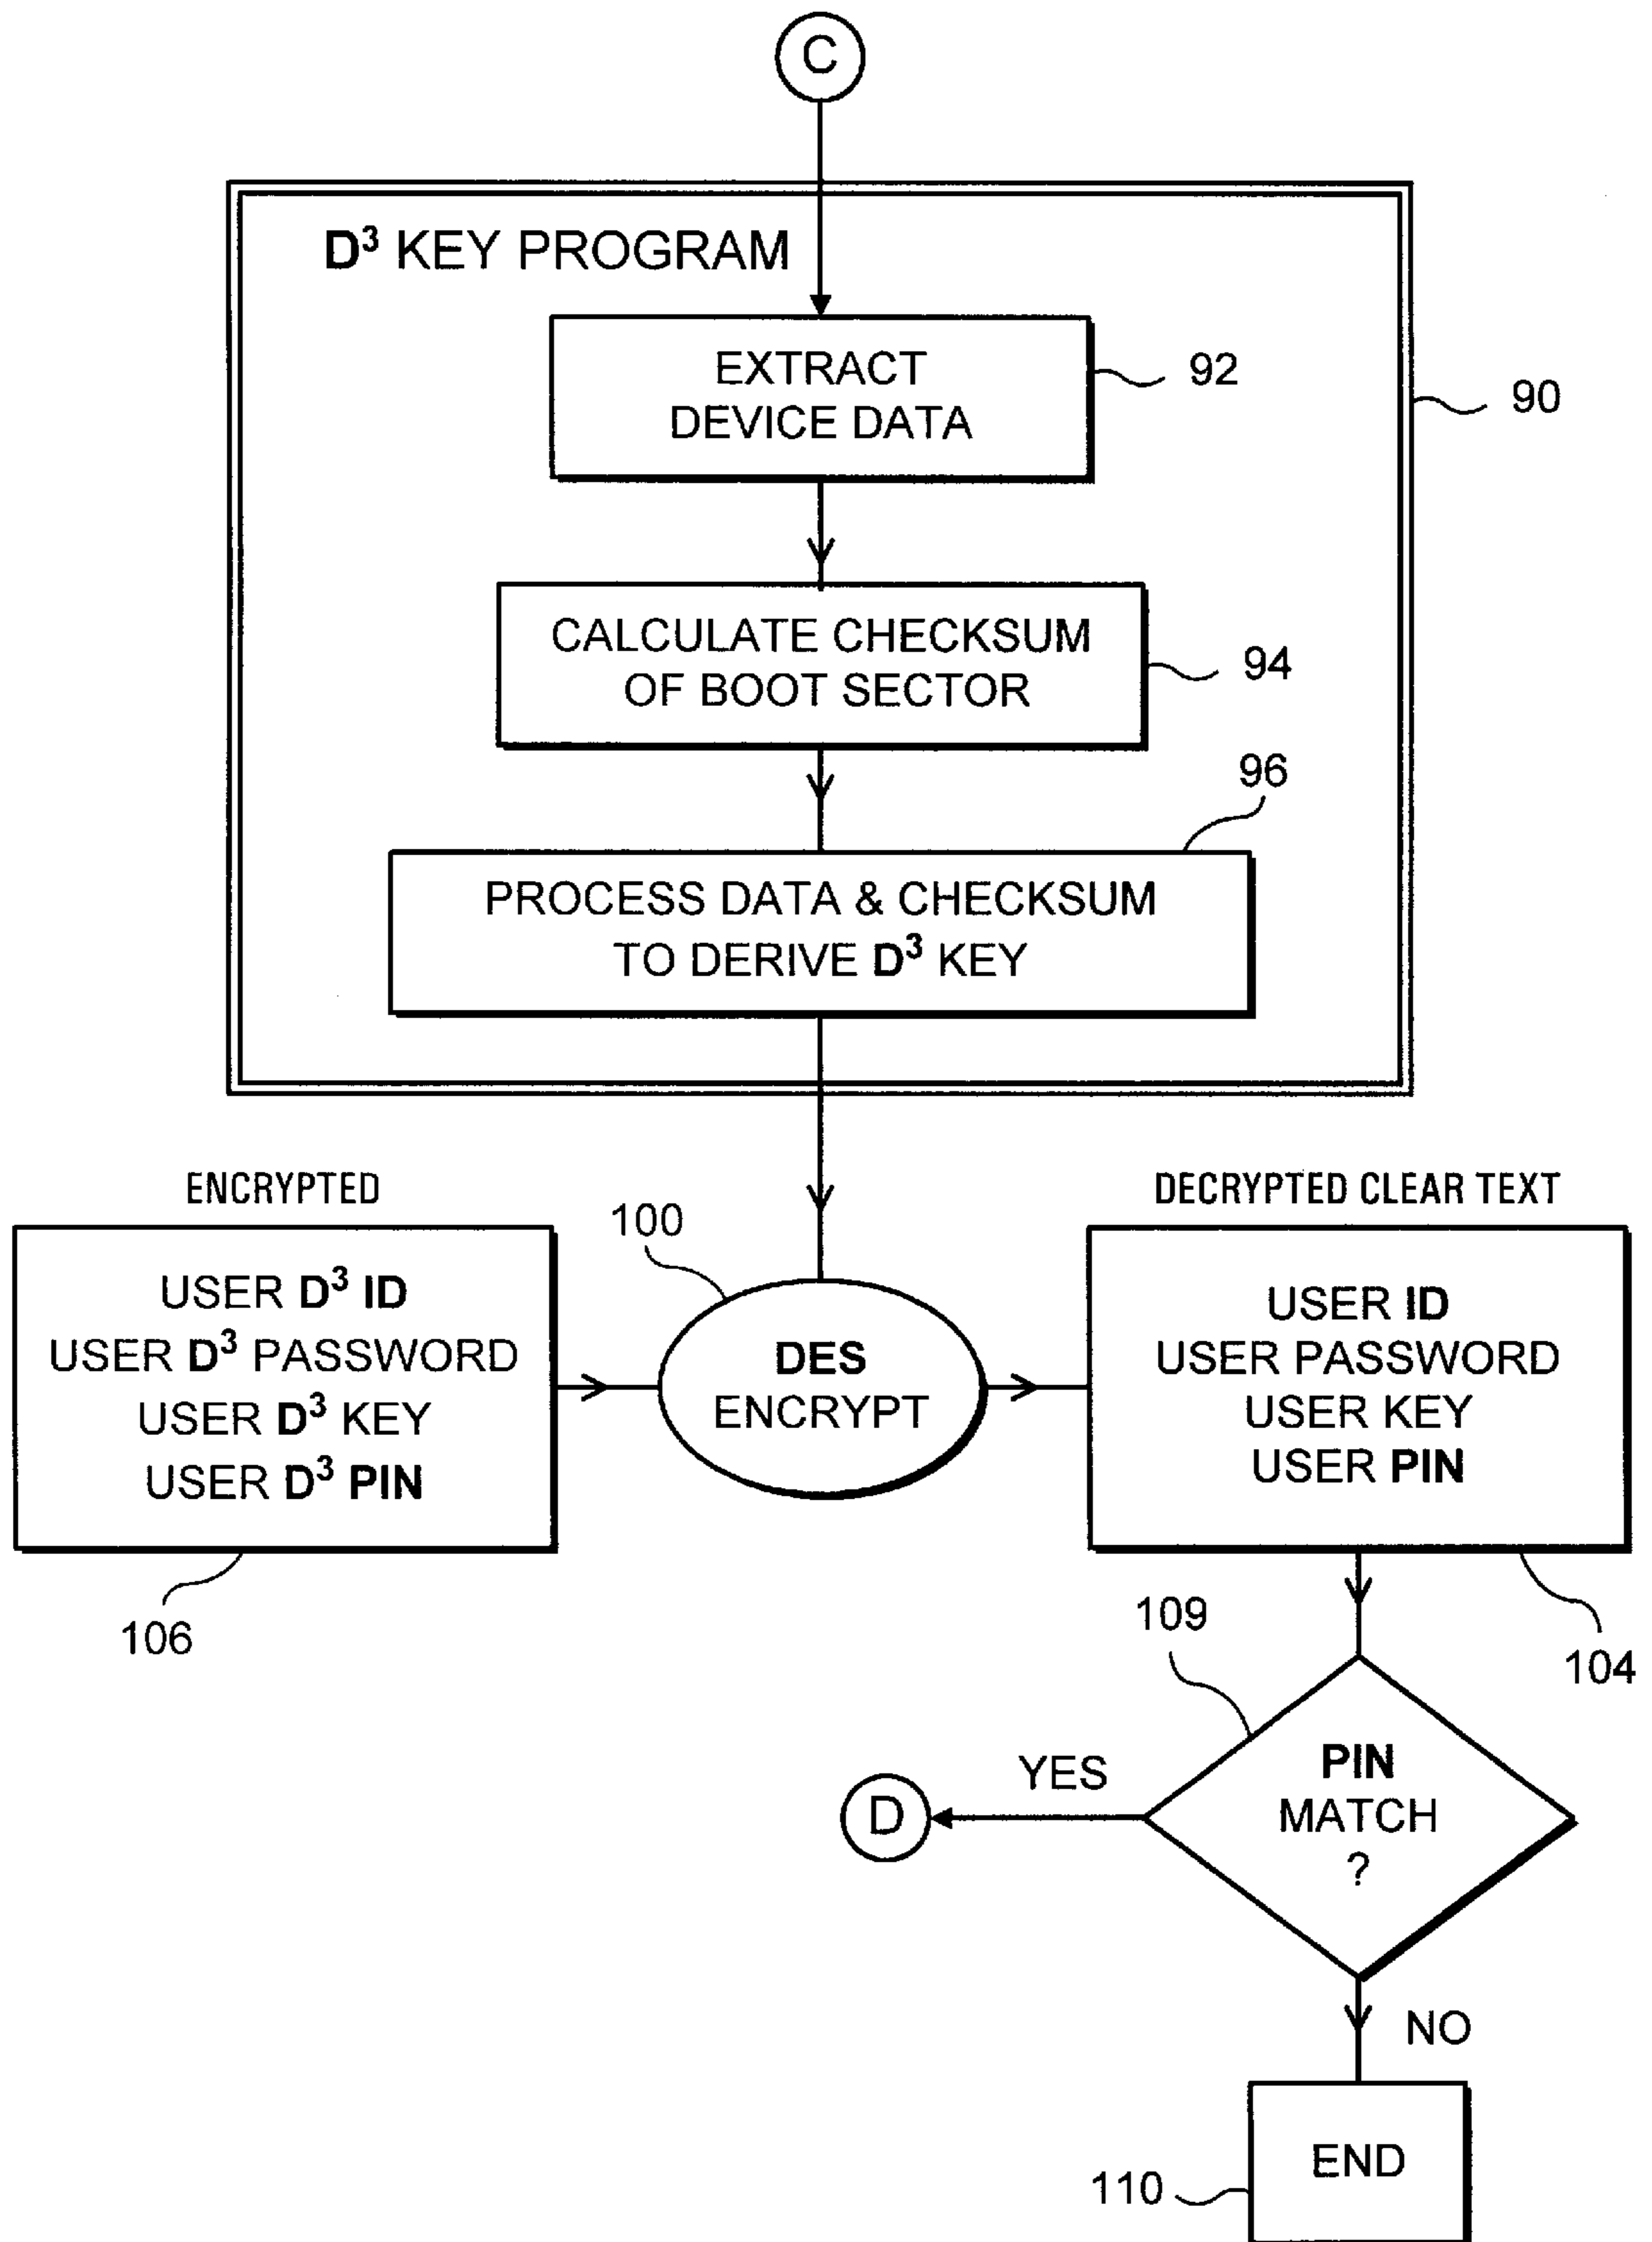 C
D³ KEY PROGRAM
EXTRACT
DEVICE DATA
92
90
CALCULATE CHECKSUM
OF BOOT SECTOR
94
96
PROCESS DATA & CHECKSUM
TO DERIVE D³ KEY
ENCRYPTED
USER D³ ID
USER D³ PASSWORD
USER D³ KEY
USER D³ PIN
106
100
DES
ENCRYPT
DECRYPTED CLEAR TEXT
USER ID
USER PASSWORD
USER KEY
USER PIN
104
109
PIN
MATCH
?
YES
D
NO
END
110